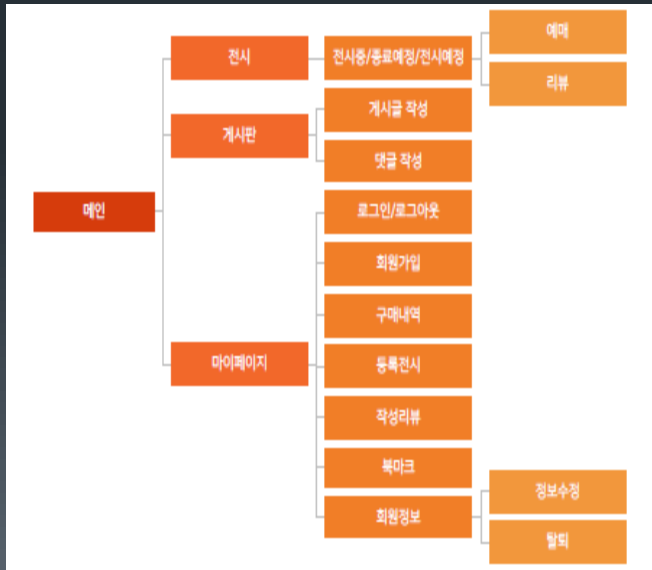 메인
전시
전시중/종료예정/전시예정
예매
리뷰
게시판
게시글 작성
댓글 작성
마이페이지
로그인/로그아웃
회원가입
구매내역
등록전시
작성리뷰
북마크
회원정보
정보수정
탈퇴